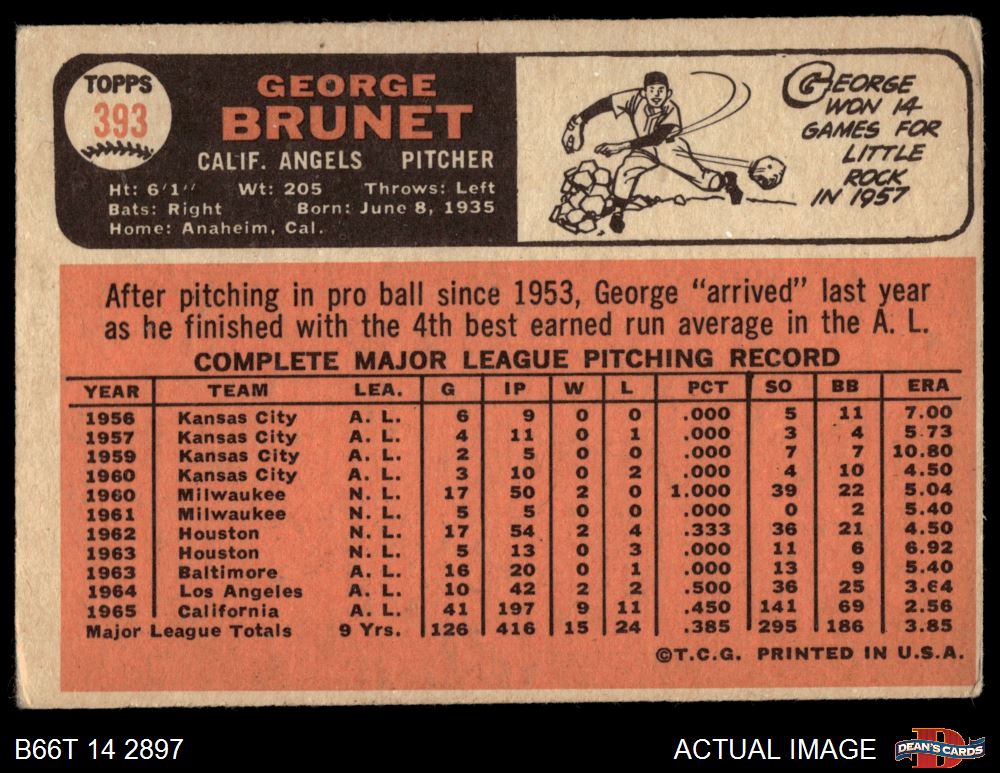 TOPPS
393
GEORGE
BRUNET
CALIF. ANGELS PITCHER
Ht: 6'1" Wt: 205 Throws: Left
Bats: Right Born: June 8, 1935
Home: Anaheim, Cal.
GEORGE
WON 14
GAMES FOR
LITTLE
ROCK
IN 1957
After pitching in pro ball since 1953, George "arrived" last year
as he finished with the 4th best earned run average in the A. L.
COMPLETE MAJOR LEAGUE PITCHING RECORD
YEAR TEAM LEA. G IP W L PCT SO BB ERA
1956 Kansas City A. L. 6 9 0 0 .000 5 11 7.00
1957 Kansas City A. L. 4 11 0 1 .000 3 4 5.73
1959 Kansas City A. L. 2 5 0 0 .000 7 7 10.80
1960 Kansas City A. L. 3 10 0 2 .000 4 10 4.50
1960 Milwaukee N. L. 17 50 2 0 1.000 39 22 5.04
1961 Milwaukee N. L. 5 5 0 0 .000 0 2 5.40
1962 Houston N. L. 17 54 2 4 .333 36 21 4.50
1963 Houston N. L. 5 13 0 3 .000 11 6 6.92
1963 Baltimore A. L. 16 20 0 1 .000 13 9 5.40
1964 Los Angeles A. L. 10 42 2 2 .500 36 25 3.64
1965 California A. L. 41 197 9 11 .450 141 69 2.56
Major League Totals 9 Yrs. 126 416 15 24 .385 295 186 3.85
©T.C.G. PRINTED IN U.S.A.
B66T 14 2897
ACTUAL IMAGE
D
DEAN'S CARDS